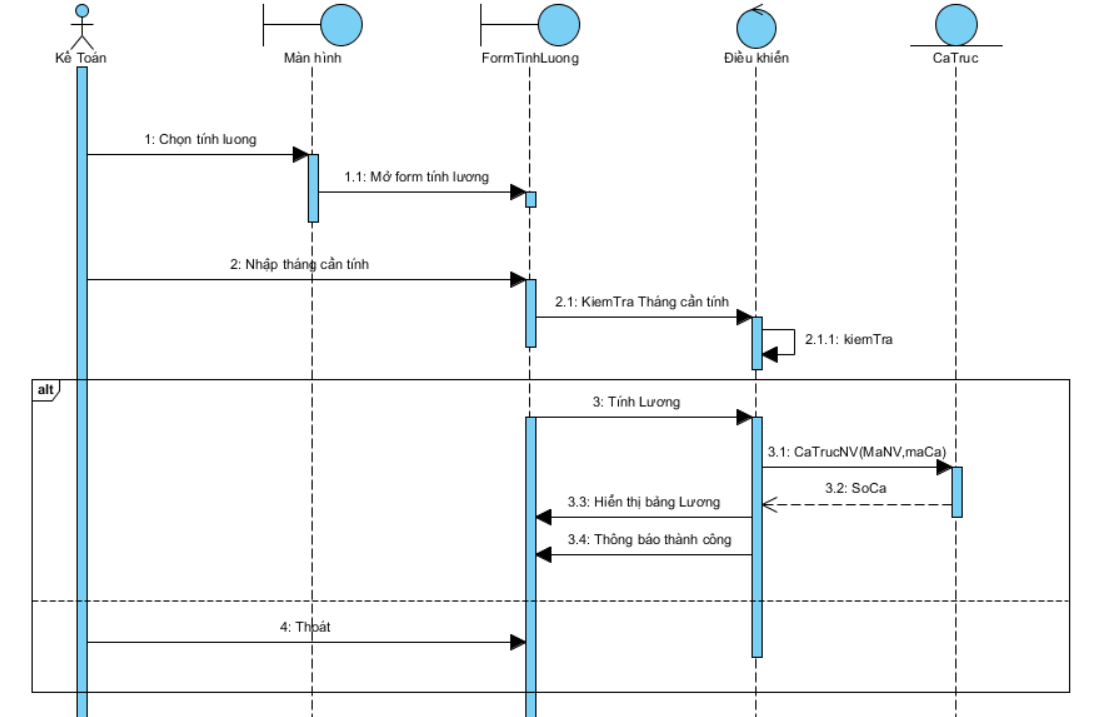 Kế Toán
Màn hình
FormTinhLuong
Điều khiển
CaTruc
1: Chọn tính luong
1.1: Mở form tính lương
2: Nhập tháng cần tính
2.1: KiemTra Tháng cần tính
2.1.1: kiemTra
alt
3: Tính Lương
3.1: CaTrucNV(MaNV,maCa)
3.2: SoCa
3.3: Hiển thị bảng Lương
3.4: Thông báo thành công
4: Thoát